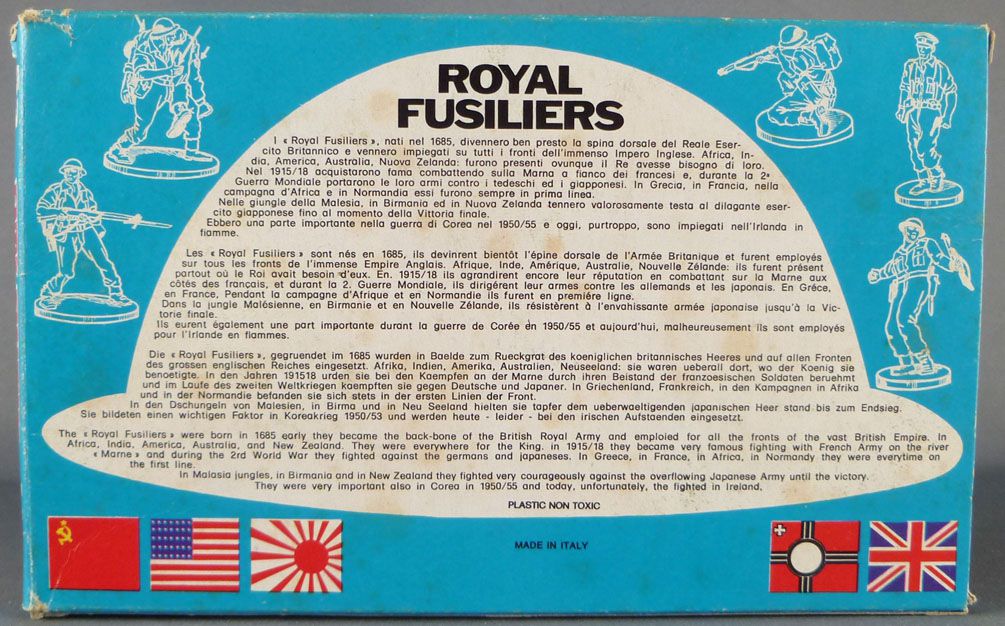 ROYAL
FUSILIERS
I « Royal Fusiliers », nati nel 1685, divennero ben presto la spina dorsale del Reale Eser-
cito Britannico e vennero impiegati su tutti i fronti dell'immenso Impero Inglese. Africa, In-
dia, America, Australia, Nuova Zelanda: furono presenti ovunque il Re avesse bisogno di loro.
Nel 1915/18 acquistarono fama combattendo sulla Marna a fianco dei francesi e, durante la 2ª
Guerra Mondiale portarono le loro armi contro i tedeschi ed i giapponesi. In Grecia, in Francia, nella
campagna d'Africa e in Normandia essi furono sempre in prima linea.
Nelle giungle della Malesia, in Birmania ed in Nuova Zelanda tennero valorosamente testa al dilagante eser-
cito giapponese fino al momento della Vittoria finale.
Ebbero una parte importante nella guerra di Corea nel 1950/55 e oggi, purtroppo, sono impiegati nell'Irlanda in
fiamme.
Les « Royal Fusiliers » sont nés en 1685, ils devinrent bientôt l'épine dorsale de l'Armée Britanique et furent employés
sur tous les fronts de l'immense Empire Anglais. Afrique, Inde, Amérique, Australie, Nouvelle Zélande: ils furent présent
partout où le Roi avait besoin d'eux. En. 1915/18 ils agrandirent encore leur réputation en combattant sur la Marne aux
côtés des français, et durant la 2. Guerre Mondiale, ils dirigérent leur armes contre les allemands et les japonais. En Gréce,
en France, Pendant la campagne d'Afrique et en Normandie ils furent en premiére ligne.
Dans la jungle Malésienne, en Birmanie et en Nouvelle Zélande, ils résistèrent à l'envahissante armée japonaise jusqu'à la Vic-
torie finale.
Ils eurent également une part importante durant la guerre de Corée en 1950/55 et aujourd'hui, malheureusement ils sont employés
pour l'Irlande en flammes.
Die « Royal Fusiliers », gegruendet im 1685 wurden in Baelde zum Rueckgrat des koeniglichen britannisches Heeres und auf allen Fronten
des grossen englischen Reiches eingesetzt. Afrika, Indien, Amerika, Australien, Neuseeland: sie waren ueberall dort, wo der Koenig sie
benoetigte. In den Jahren 191518 urden sie bei den Kaempfen an der Marne durch ihren Beistand der franzoesischen Soldaten beruehmt
und im Laufe des zweiten Weltkriegen kaempften sie gegen Deutsche und Japaner. In Griechenland, Frankreich, in den Kampagnen in Afrika
und in der Normandie befanden sie sich stets in der ersten Linien der Front.
In den Dschungeln von Malesien, in Birma und in Neu Seeland hielten sie tapfer dem ueberwaeltigenden japanischen Heer stand bis zum Endsieg.
Sie bildeten einen wichtigen Faktor in Koreakrieg 1950/53 und werden heute - leider - bei den irischen Aufstaenden eingesetzt.
The « Royal Fusiliers » were born in 1685 early they became the back-bone of the British Royal Army and emploied for all the fronts of the vast British Empire. In
Africa, India, America, Australia, and New Zealand. They were everywhere for the King. in 1915/18 they became very famous fighting with French Army on the river
« Marne » and during the 2rd World War they fought against the germans and japaneses. In Greece, in France, in Africa, in Normandy they were everytime on
the first line.
In Malasia jungles, in Birmania and in New Zealand they fighted very courageously against the overflowing Japanese Army until the victory.
They were very important also in Corea in 1950/55 and today, unfortunately, the fighted in Ireland.
PLASTIC NON TOXIC
MADE IN ITALY